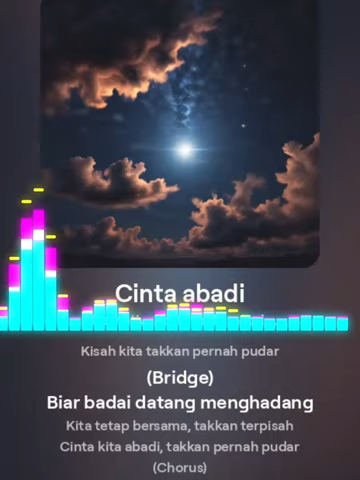 Cinta abadi
Kisah kita takkan pernah pudar
(Bridge)
Biar badai datang menghadang
Kita tetap bersama, takkan terpisah
Cinta kita abadi, takkan pernah pudar
(Chorus)